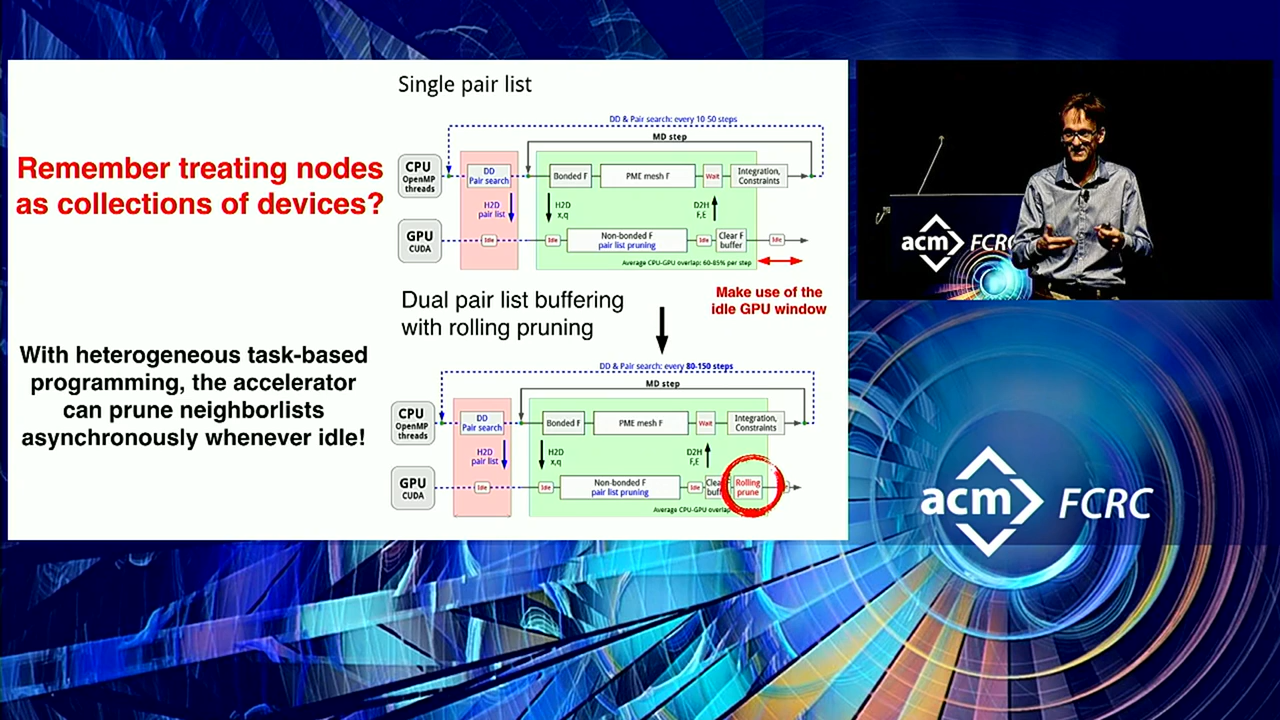 Remember treating nodes
as collections of devices?
With heterogeneous task-based
programming, the accelerator
can prune neighborlists
asynchronously whenever idle!
Single pair list
DD & Pair search: every 10-50 steps
MD step
CPU
OpenMP
threads
DD
Pair search
Bonded F
PME mesh F
Wait
Integration,
Constraints
H2D
pair list
H2D
x,q
D2H
F,E
GPU
CUDA
Idle
Idle
Non-bonded F
pair list pruning
Idle
Clear F
buffer
Idle
Average CPU-GPU overlap: 60-85% per step
Make use of the
idle GPU window
Dual pair list buffering
with rolling pruning
DD & Pair search: every 80-150 steps
MD step
CPU
OpenMP
threads
DD
Pair search
Bonded F
PME mesh F
Wait
Integration,
Constraints
H2D
pair list
H2D
x,q
D2H
F,E
GPU
CUDA
Idle
Idle
Non-bonded F
pair list pruning
Idle
Rolling
prune
Average CPU-GPU
acm FCRC
acm FCRC